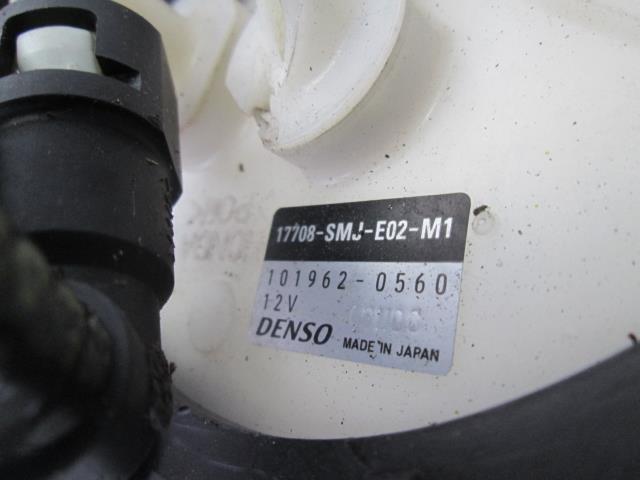 17708-SMJ-E02-M1
101962-0560
12V
DENSO MADE IN JAPAN